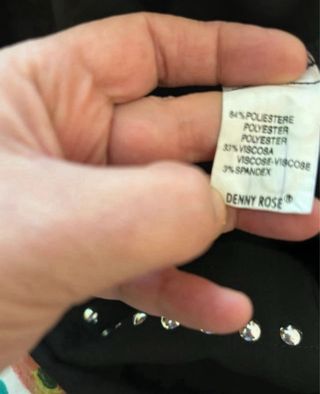 64%POLIESTERE
POLYESTER
POLYESTER
33%VISCOSA
VISCOSE-VISCOSE
3%SPANDEX
DENNY ROSE®